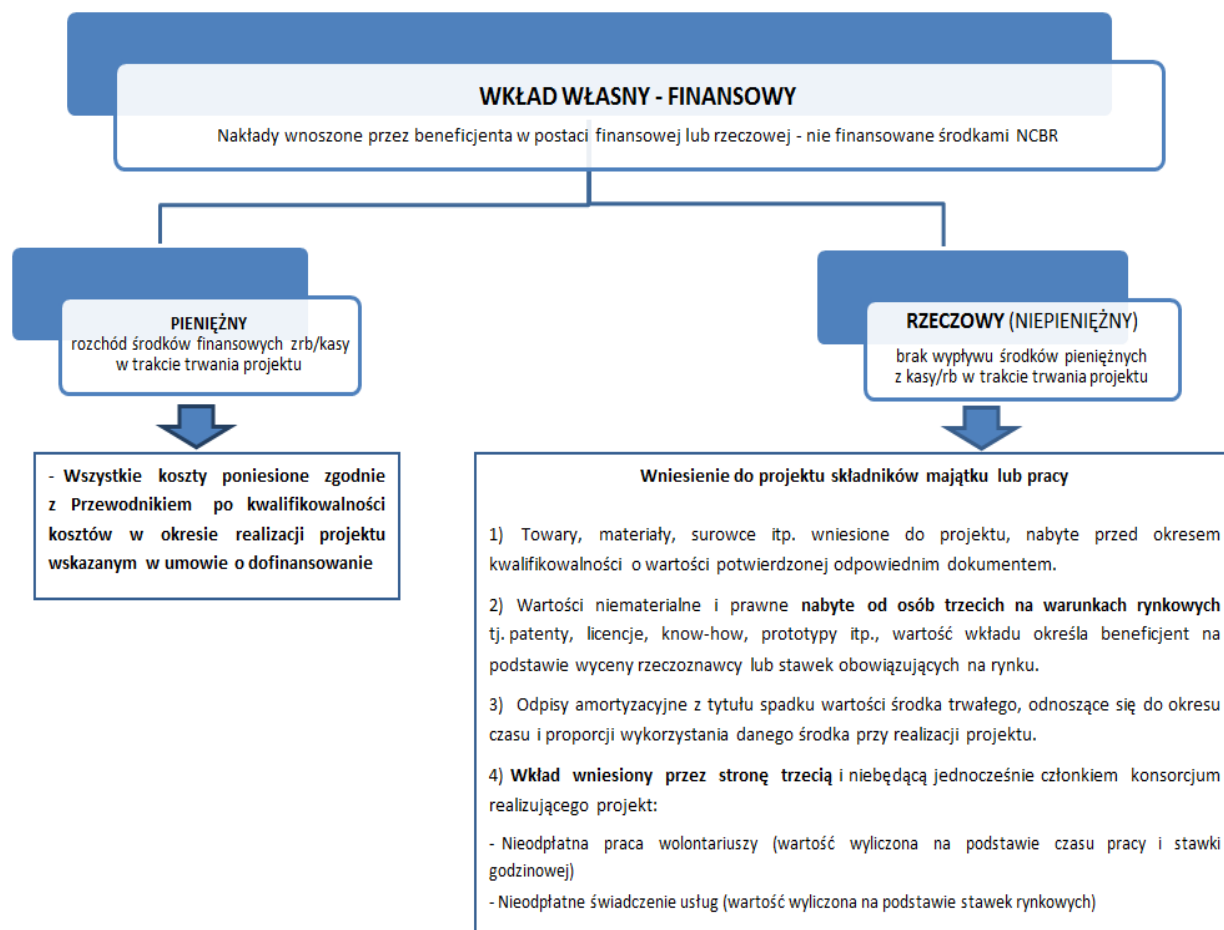 WKŁAD WŁASNY - FINANSOWY
Nakłady wnoszone przez beneficjenta w postaci finansowej lub rzeczowej - nie finansowane środkami NCBR
PIENIĘŻNY
rozchód środków finansowych zrb/kasy
w trakcie trwania projektu
- Wszystkie koszty poniesione zgodnie
z Przewodnikiem po kwalifikowalności
kosztów w okresie realizacji projektu
wskazanym w umowie o dofinansowanie
RZECZOWY (NIEPIENIĘŻNY)
brak wypływu środków pieniężnych
z kasy/rb w trakcie trwania projektu
Wniesienie do projektu składników majątku lub pracy
1) Towary, materiały, surowce itp. wniesione do projektu, nabyte przed okresem
kwalifikowalności o wartości potwierdzonej odpowiednim dokumentem.
2) Wartości niematerialne i prawne nabyte od osób trzecich na warunkach rynkowych
tj. patenty, licencje, know-how, prototypy itp., wartość wkładu określa beneficjent na
podstawie wyceny rzeczoznawcy lub stawek obowiązujących na rynku.
3) Odpisy amortyzacyjne z tytułu spadku wartości środka trwałego, odnoszące się do okresu
czasu i proporcji wykorzystania danego środka przy realizacji projektu.
4) Wkład wniesiony przez stronę trzecią i niebędącą jednocześnie członkiem konsorcjum
realizującego projekt:
- Nieodpłatna praca wolontariuszy (wartość wyliczona na podstawie czasu pracy i stawki
godzinowej)
- Nieodpłatne świadczenie usług (wartość wyliczona na podstawie stawek rynkowych)